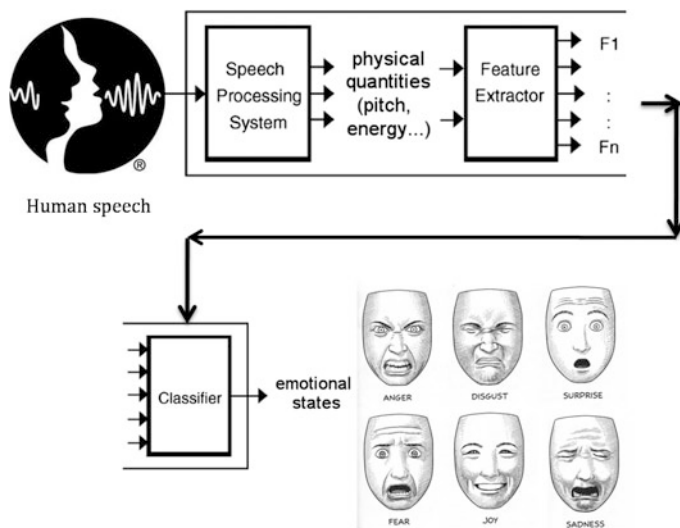 Speech
Processing
System
physical
quantities
(pitch,
energy...)
Feature
Extractor
F1
:
:
Fn
®
Human speech
Classifier
emotional
states
ANGER
DISGUST
SURPRISE
FEAR
JOY
SADNESS